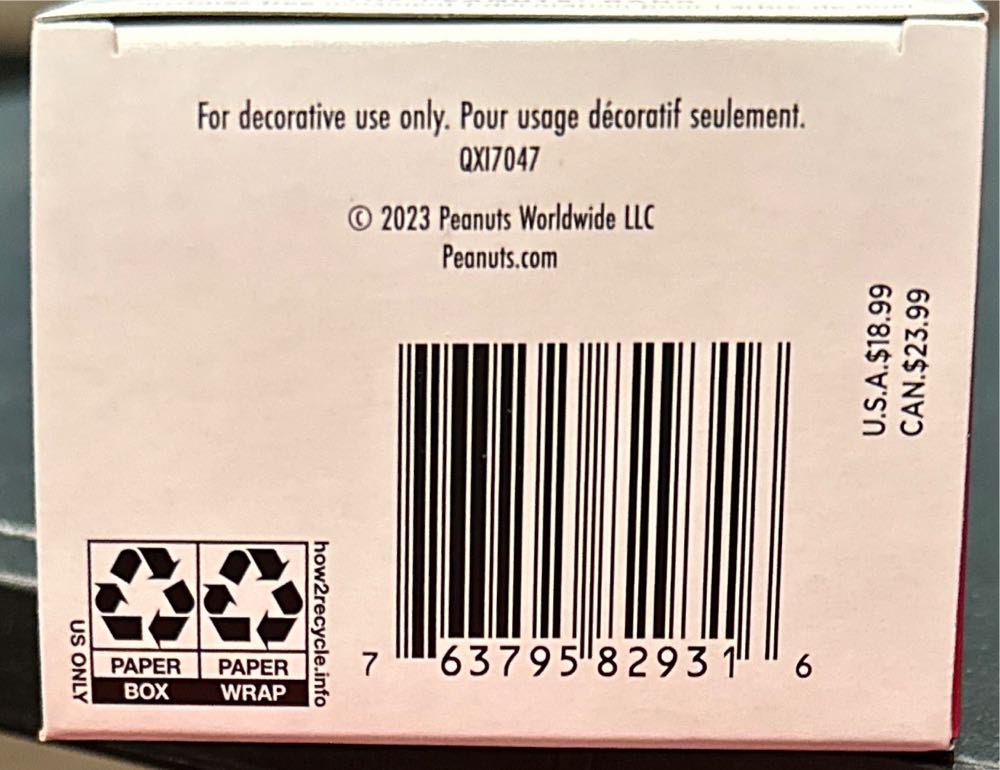 For decorative use only. Pour usage décoratif seulement.
QXI7047
© 2023 Peanuts Worldwide LLC
Peanuts.com
U.S.A.$18.99
CAN.$23.99
7 63795 82931 6
how2recycle.info
US ONLY
PAPER PAPER
BOX WRAP